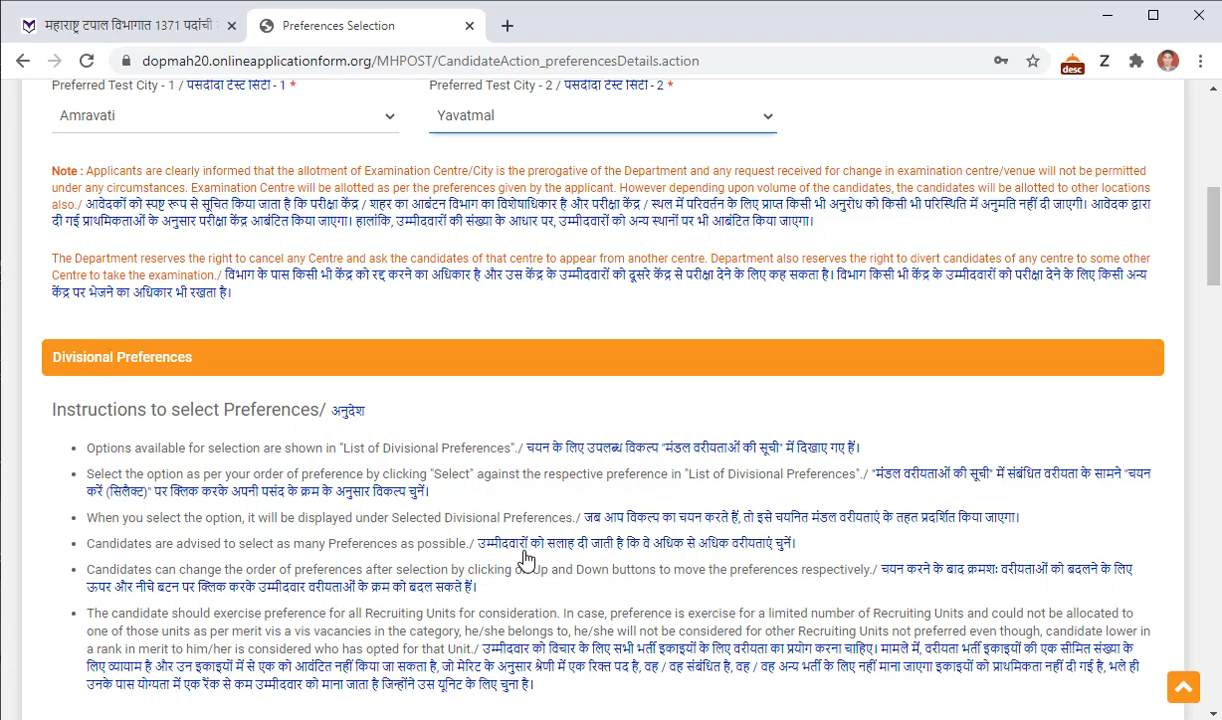 महाराष्ट्र टपाल विभागात 1371 पदांची
Preferences Selection
dopmah20.onlineapplicationform.org/MHPOST/CandidateAction_preferencesDetails.action
desc
Z
Preferred Test City - 1 / पसंदीदा टेस्ट सिटी - 1 *
Preferred Test City - 2 / पसंदीदा टेस्ट सिटी - 2 *
Amravati
Yavatmal
Note : Applicants are clearly informed that the allotment of Examination Centre/City is the prerogative of the Department and any request received for change in examination centre/venue will not be permitted
under any circumstances. Examination Centre will be allotted as per the preferences given by the applicant. However depending upon volume of the candidates, the candidates will be allotted to other locations
also./ आवेदकों को स्पष्ट रूप से सूचित किया जाता है कि परीक्षा केंद्र / शहर का आबंटन विभाग का विशेषाधिकार है और परीक्षा केंद्र / स्थल में परिवर्तन के लिए प्राप्त किसी भी अनुरोध को किसी भी परिस्थिति में अनुमति नहीं दी जाएगी। आवेदक द्वारा
दी गई प्राथमिकताओं के अनुसार परीक्षा केंद्र आबंटित किया जाएगा। हालांकि, उम्मीदवारों की संख्या के आधार पर, उम्मीदवारों को अन्य स्थानों पर भी आबंटित किया जाएगा।
The Department reserves the right to cancel any Centre and ask the candidates of that centre to appear from another centre. Department also reserves the right to divert candidates of any centre to some other
Centre to take the examination./ विभाग के पास किसी भी केंद्र को रद्द करने का अधिकार है और उस केंद्र के उम्मीदवारों को दूसरे केंद्र से परीक्षा देने के लिए कह सकता है। विभाग किसी भी केंद्र के उम्मीदवारों को परीक्षा देने के लिए किसी अन्य
केंद्र पर भेजने का अधिकार भी रखता है।
Divisional Preferences
Instructions to select Preferences/ अनुदेश
• Options available for selection are shown in "List of Divisional Preferences"./ चयन के लिए उपलब्ध विकल्प "मंडल वरीयताओं की सूची" में दिखाए गए हैं।
• Select the option as per your order of preference by clicking "Select" against the respective preference in "List of Divisional Preferences"./ "मंडल वरीयताओं की सूची" में संबंधित वरीयता के सामने "चयन
करें (सिलैक्ट)" पर क्लिक करके अपनी पसंद के क्रम के अनुसार विकल्प चुनें।
• When you select the option, it will be displayed under Selected Divisional Preferences./ जब आप विकल्प का चयन करते हैं, तो इसे चयनित मंडल वरीयताएं के तहत प्रदर्शित किया जाएगा।
• Candidates are advised to select as many Preferences as possible./ उम्मीदवारों को सलाह दी जाती है कि वे अधिक से अधिक वरीयताएं चुनें।
• Candidates can change the order of preferences after selection by clicking Up and Down buttons to move the preferences respectively./ चयन करने के बाद क्रमशः वरीयताओं को बदलने के लिए
ऊपर और नीचे बटन पर क्लिक करके उम्मीदवार वरीयताओं के क्रम को बदल सकते हैं।
• The candidate should exercise preference for all Recruiting Units for consideration. In case, preference is exercise for a limited number of Recruiting Units and could not be allocated to
one of those units as per merit vis a vis vacancies in the category, he/she belongs to, he/she will not be considered for other Recruiting Units not preferred even though, candidate lower in
a rank in merit to him/her is considered who has opted for that Unit./ उम्मीदवार को विचार के लिए सभी भर्ती इकाइयों के लिए वरीयता का प्रयोग करना चाहिए। मामले में, वरीयता भर्ती इकाइयों की एक सीमित संख्या के
लिए व्यायाम है और उन इकाइयों में से एक को आवंटित नहीं किया जा सकता है, जो मेरिट के अनुसार श्रेणी में एक रिक्त पद है, वह / वह संबंधित है, वह / वह अन्य भर्ती के लिए नहीं माना जाएगा इकाइयों को प्राथमिकता नहीं दी गई है, भले ही
उनके पास योग्यता में एक रैंक से कम उम्मीदवार को माना जाता है जिन्होंने उस यूनिट के लिए चुना है।